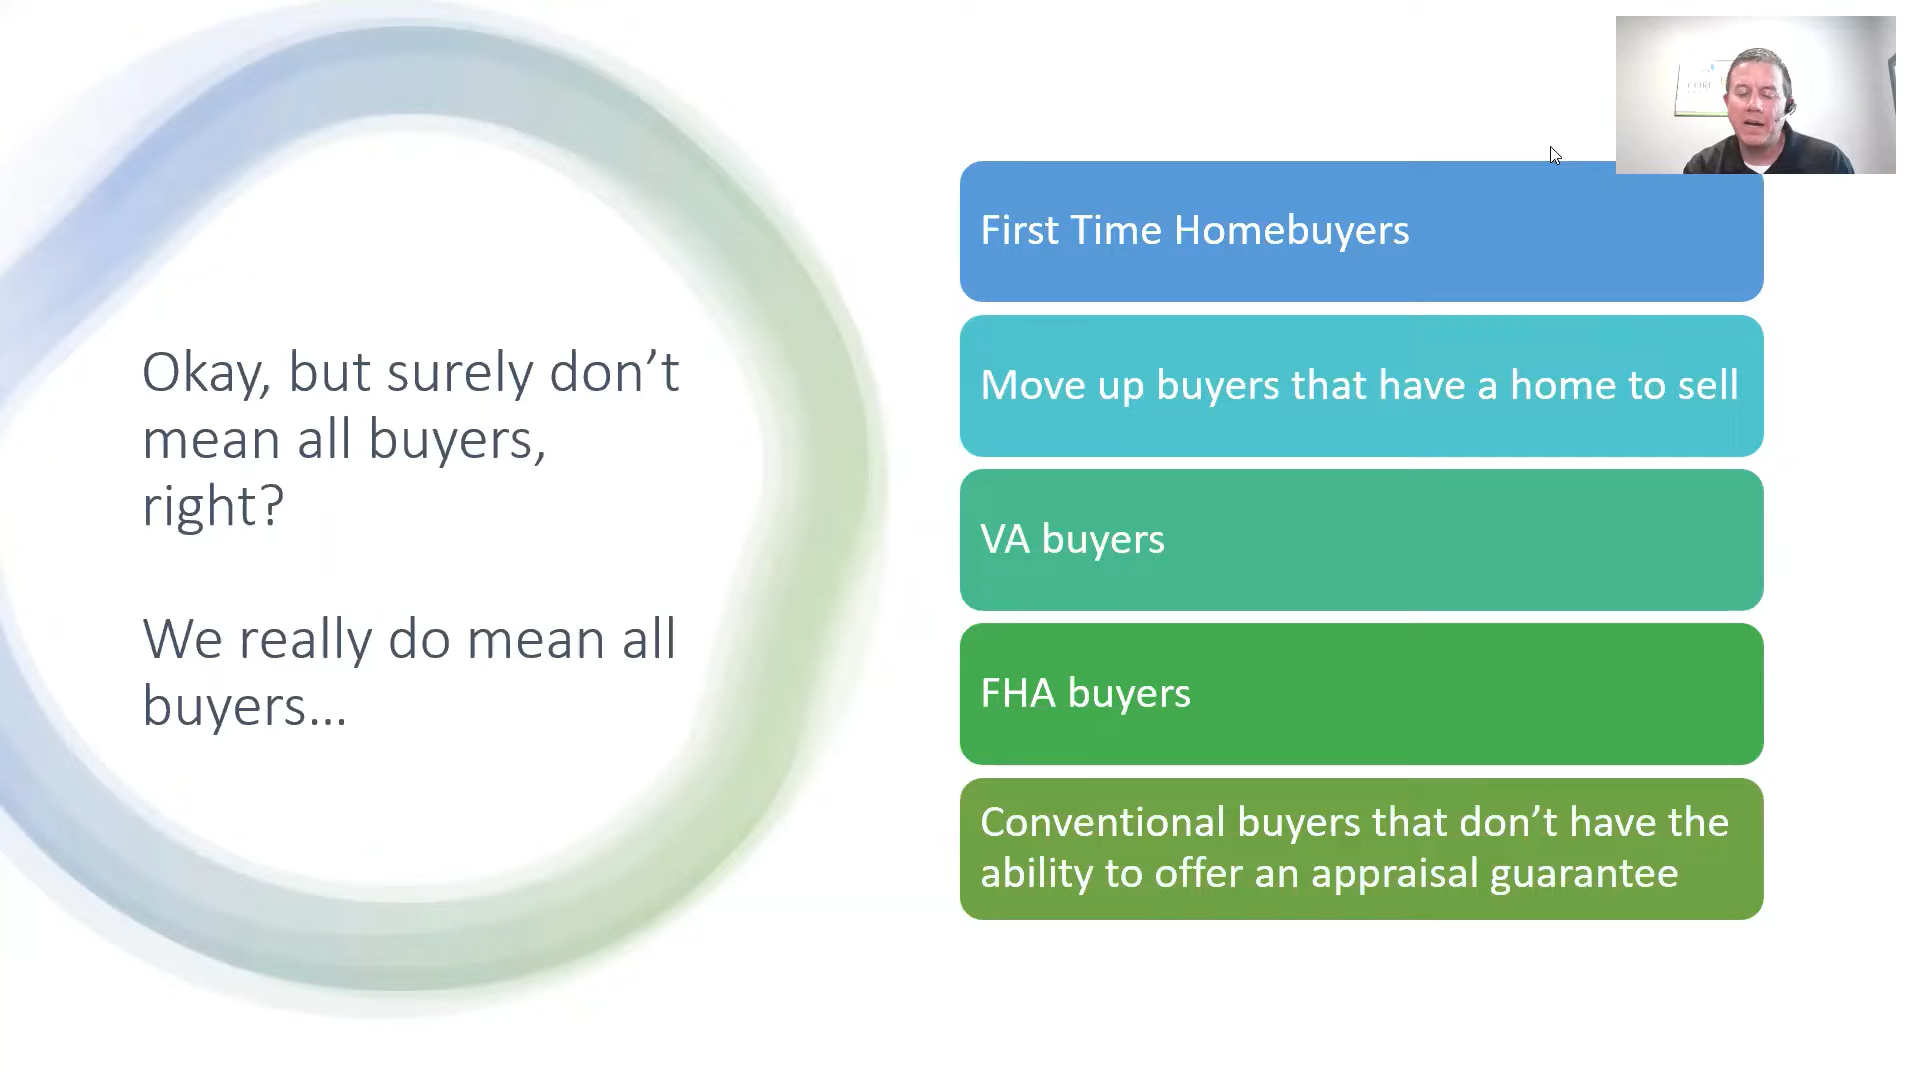 Okay, but surely don’t
mean all buyers,
right?
We really do mean all
buyers…
First Time Homebuyers
Move up buyers that have a home to sell
VA buyers
FHA buyers
Conventional buyers that don’t have the
ability to offer an appraisal guarantee